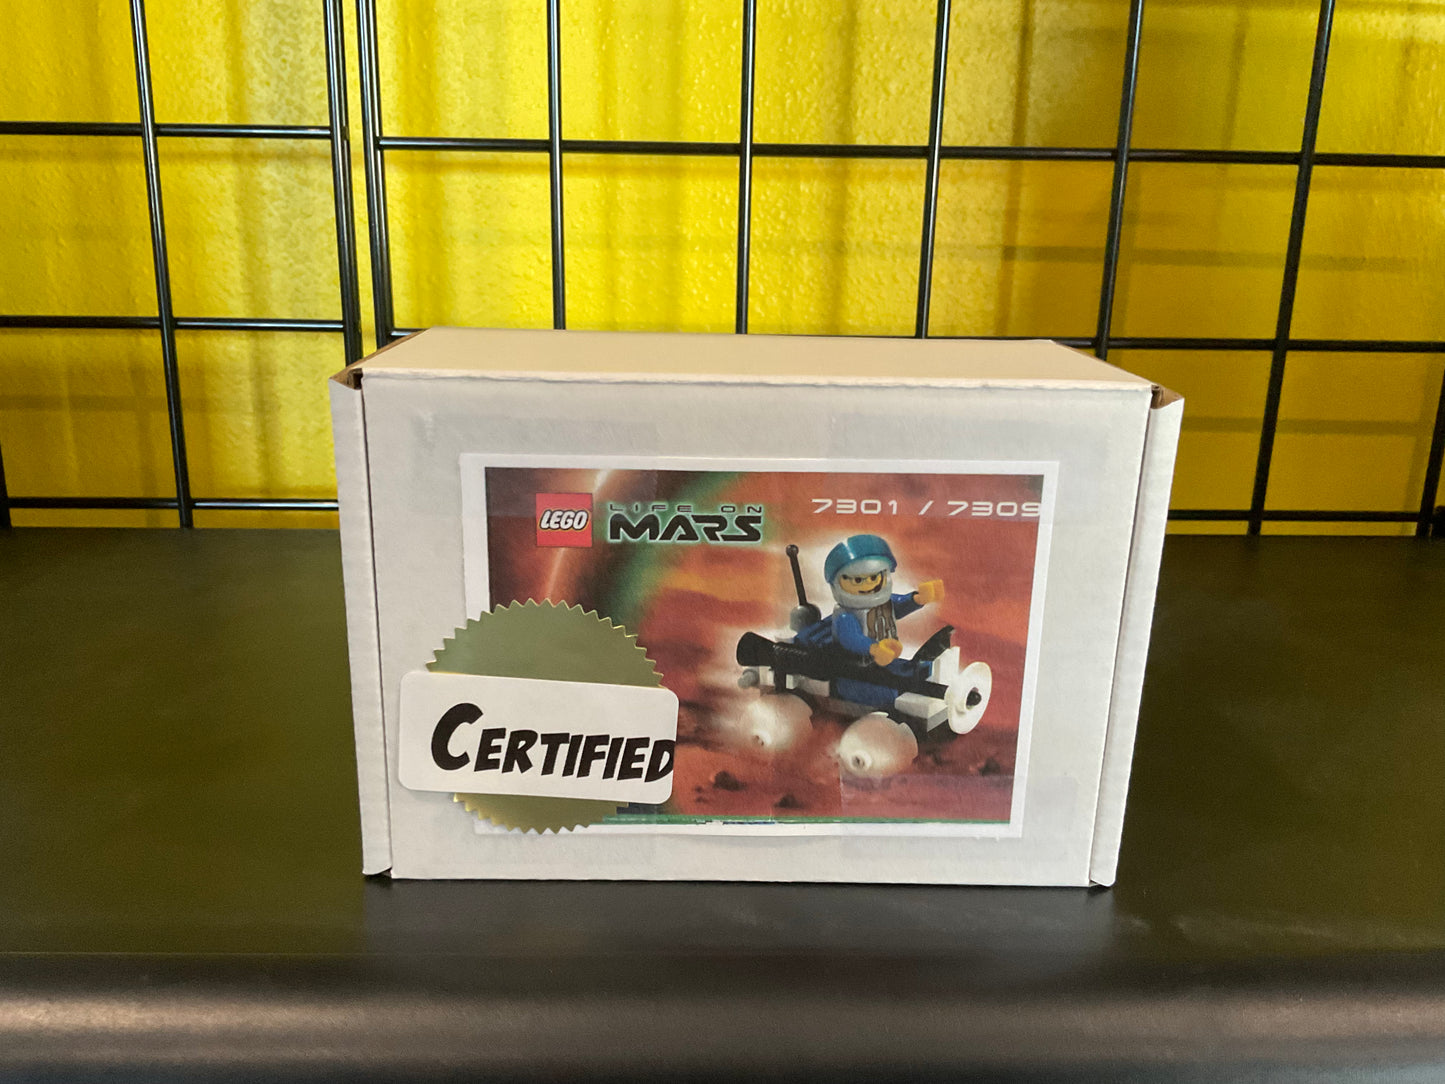 LEGO
LIFE ON
MARS
7301 / 7309
CERTIFIED